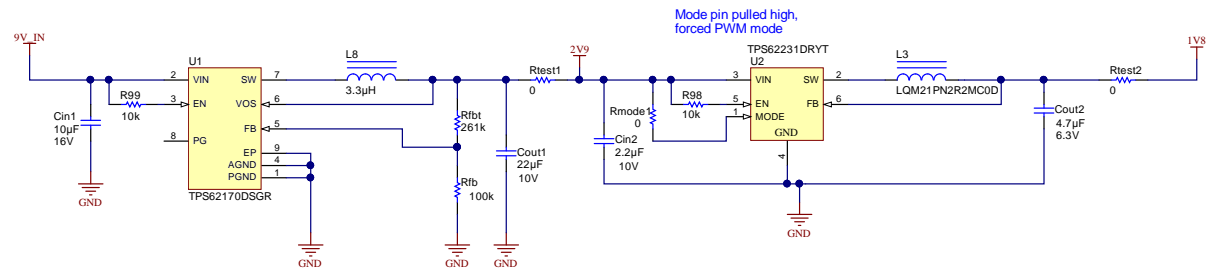 Mode pin pulled high,
forced PWM mode
9V_IN
U1
L8
2V9
TPS62231DRYT
U2
L3
1V8
2
VIN
SW
7
3.3µH
Rtest1
0
3
VIN
SW
2
LQM21PN2R2MC0D
Rtest2
0
R99
10k
3
EN
VOS
6
Rfbt
261k
Rmode1
0
R98
10k
5
EN
FB
6
1
MODE
GND
4
Cin1
10µF
16V
FB
5
8
PG
EP
9
AGND
4
PGND
1
TPS62170DSGR
Cout1
22µF
10V
Cin2
2.2µF
10V
Cout2
4.7µF
6.3V
Rfb
100k
GND
GND
GND
GND
GND